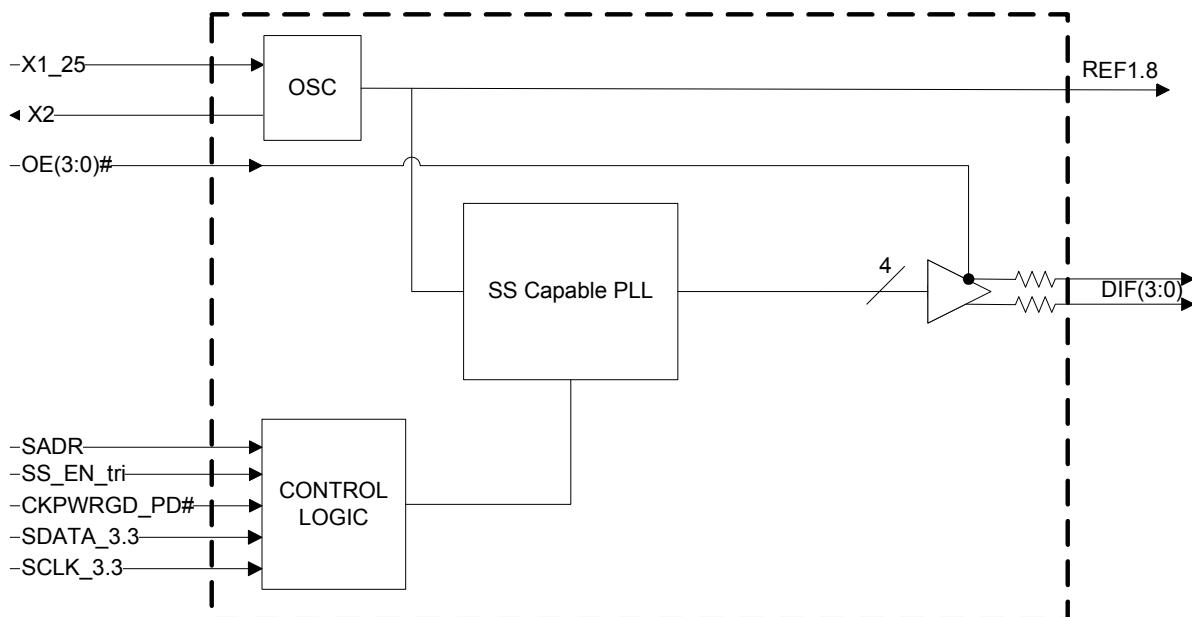 X1_25
OSC
REF1.8
X2
OE(3:0)#
4
SS Capable PLL
DIF(3:0)
SADR
SS_EN_tri
CKPWRGD_PD#
SDATA_3.3
SCLK_3.3
CONTROL
LOGIC